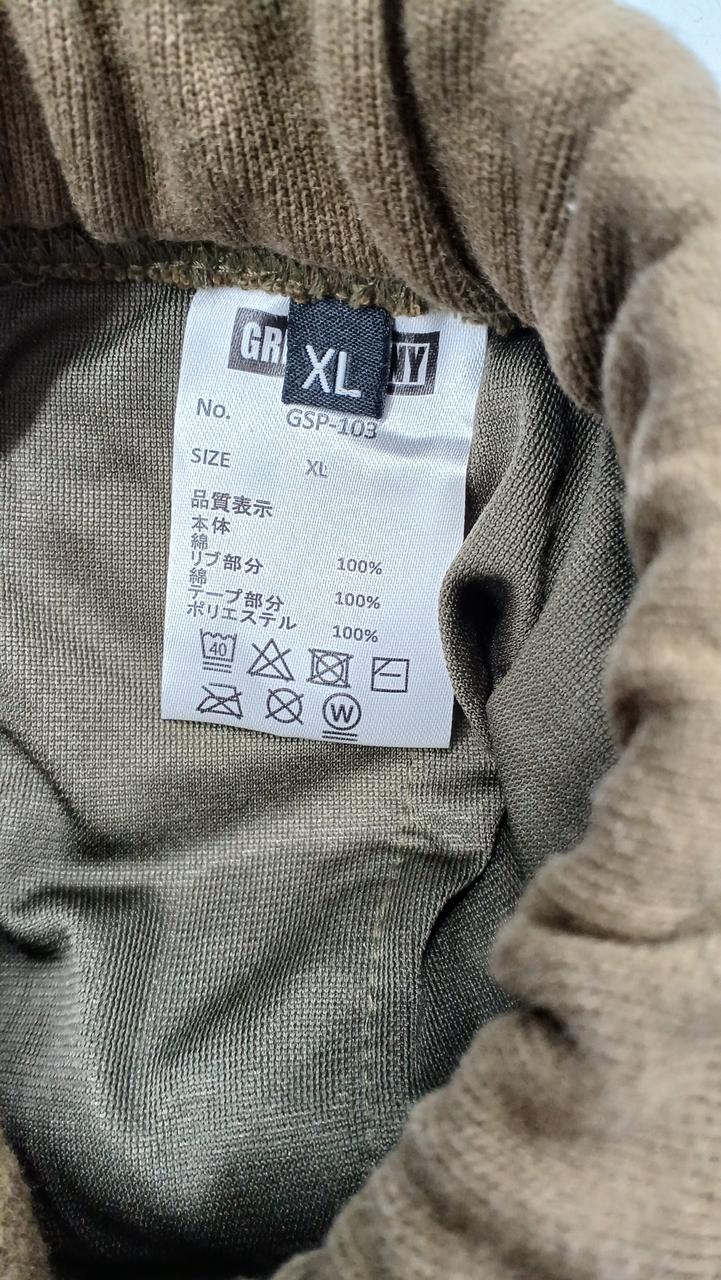 XL
No. GSP-103
SIZE XL
品質表示
本体
綿 100%
リブ部分
綿 100%
テープ部分
ポリエステル 100%
40
W